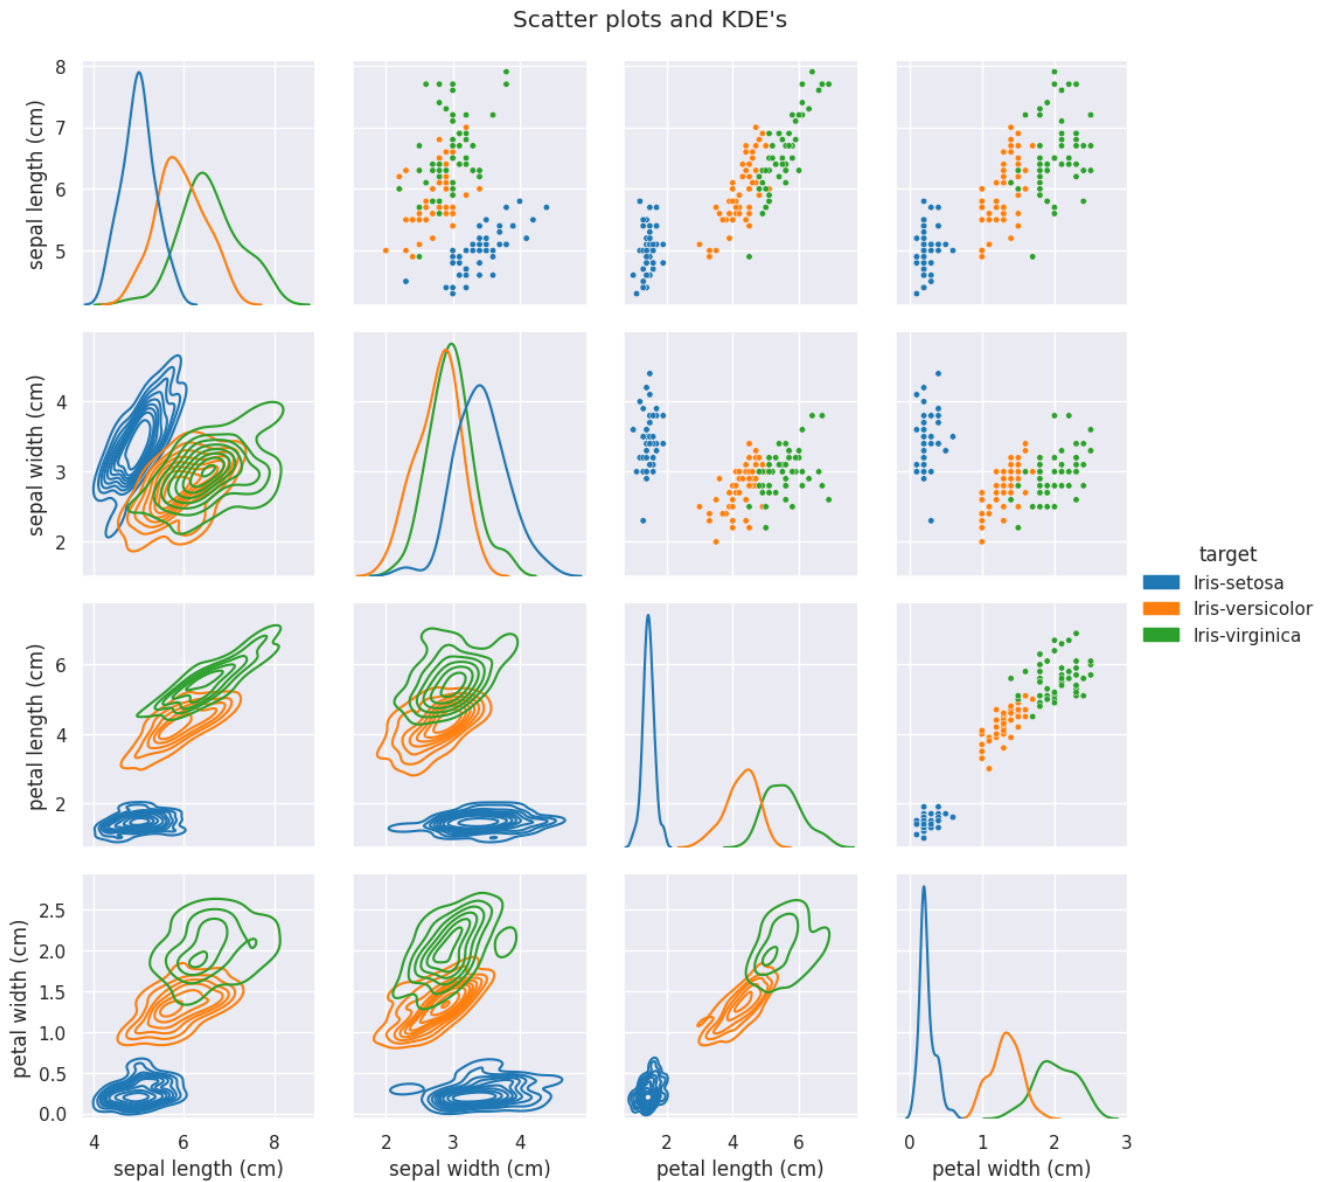 Scatter plots and KDE's
8
7
6
5
sepal length (cm)
4
3
2
sepal width (cm)
6
4
2
petal length (cm)
2.5
2.0
1.5
1.0
0.5
0.0
petal width (cm)
4 6 8
sepal length (cm)
2 3 4
sepal width (cm)
2 4 6
petal length (cm)
0 1 2 3
petal width (cm)
target
Iris-setosa
Iris-versicolor
Iris-virginica